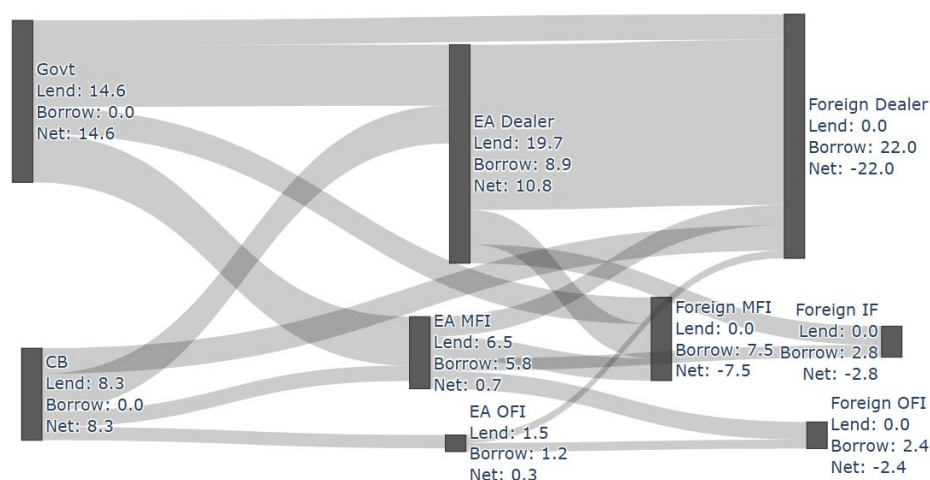 Govt
Lend: 14.6
Borrow: 0.0
Net: 14.6
EA Dealer
Lend: 19.7
Borrow: 8.9
Net: 10.8
Foreign Dealer
Lend: 0.0
Borrow: 22.0
Net: -22.0
CB
Lend: 8.3
Borrow: 0.0
Net: 8.3
EA MFI
Lend: 6.5
Borrow: 5.8
Net: 0.7
Foreign MFI
Lend: 0.0
Borrow: 7.5
Net: -7.5
Foreign IF
Lend: 0.0
Borrow: 2.8
Net: -2.8
EA OFI
Lend: 1.5
Borrow: 1.2
Net: 0.3
Foreign OFI
Lend: 0.0
Borrow: 2.4
Net: -2.4